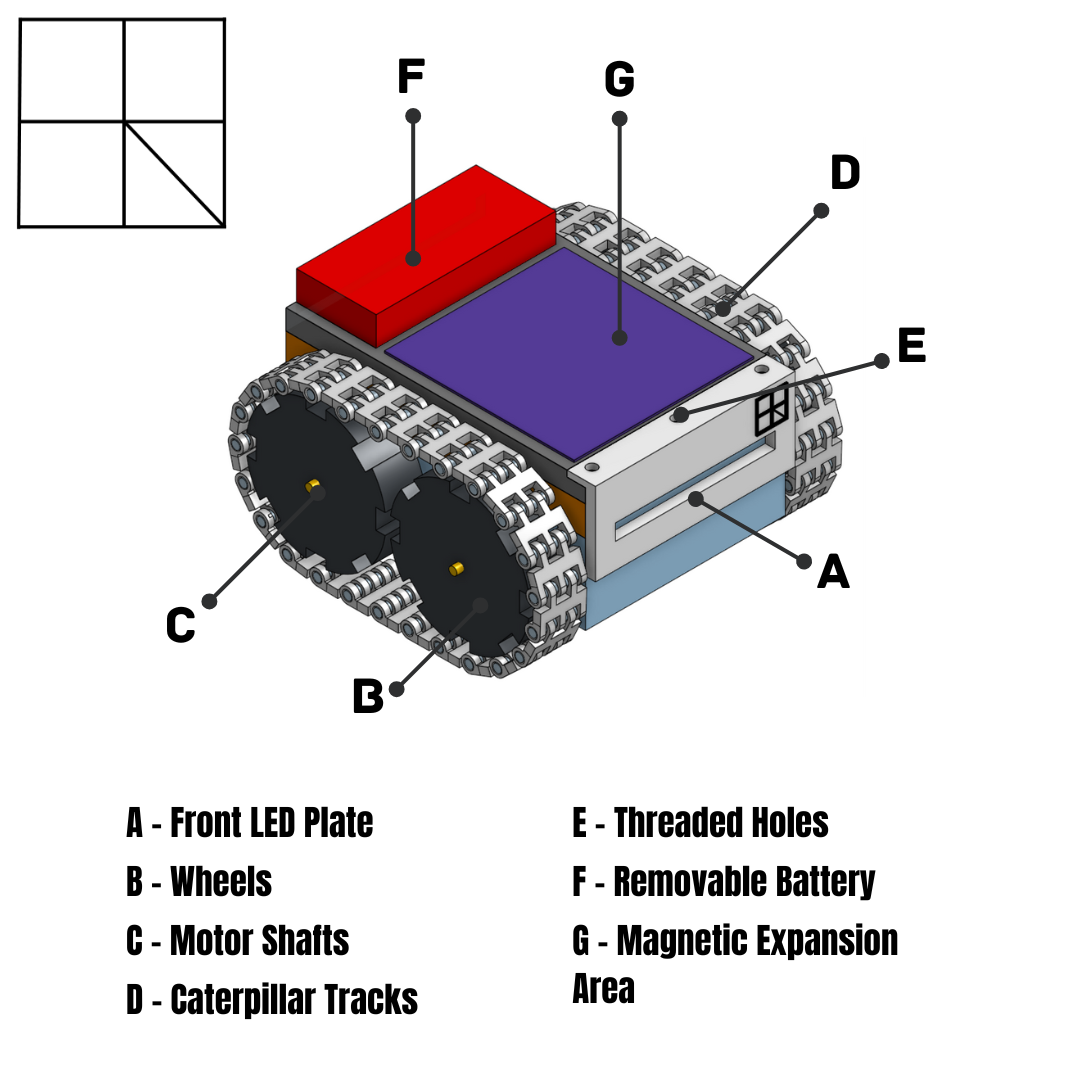 F
G
D
E
A
C
B
A - Front LED Plate
B - Wheels
C - Motor Shafts
D - Caterpillar Tracks
E - Threaded Holes
F - Removable Battery
G - Magnetic Expansion
Area